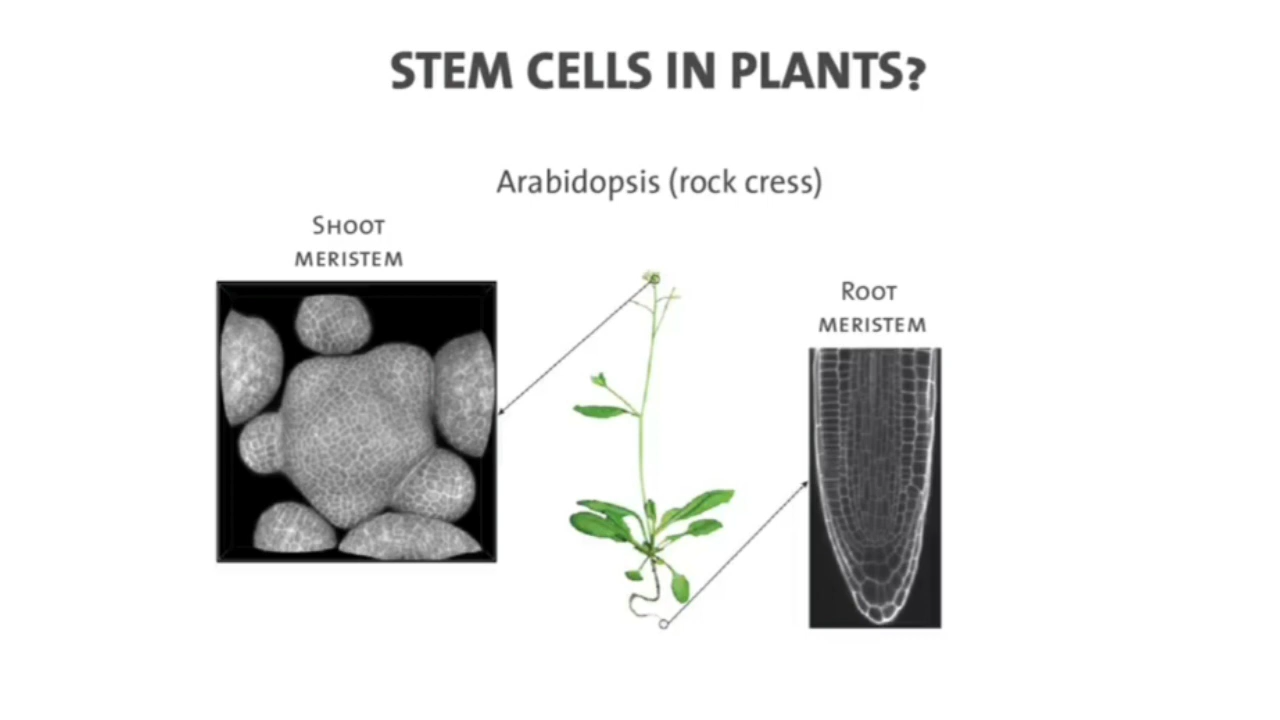 STEM CELLS IN PLANTS?
Arabidopsis (rock cress)
SHOOT
MERISTEM
ROOT
MERISTEM